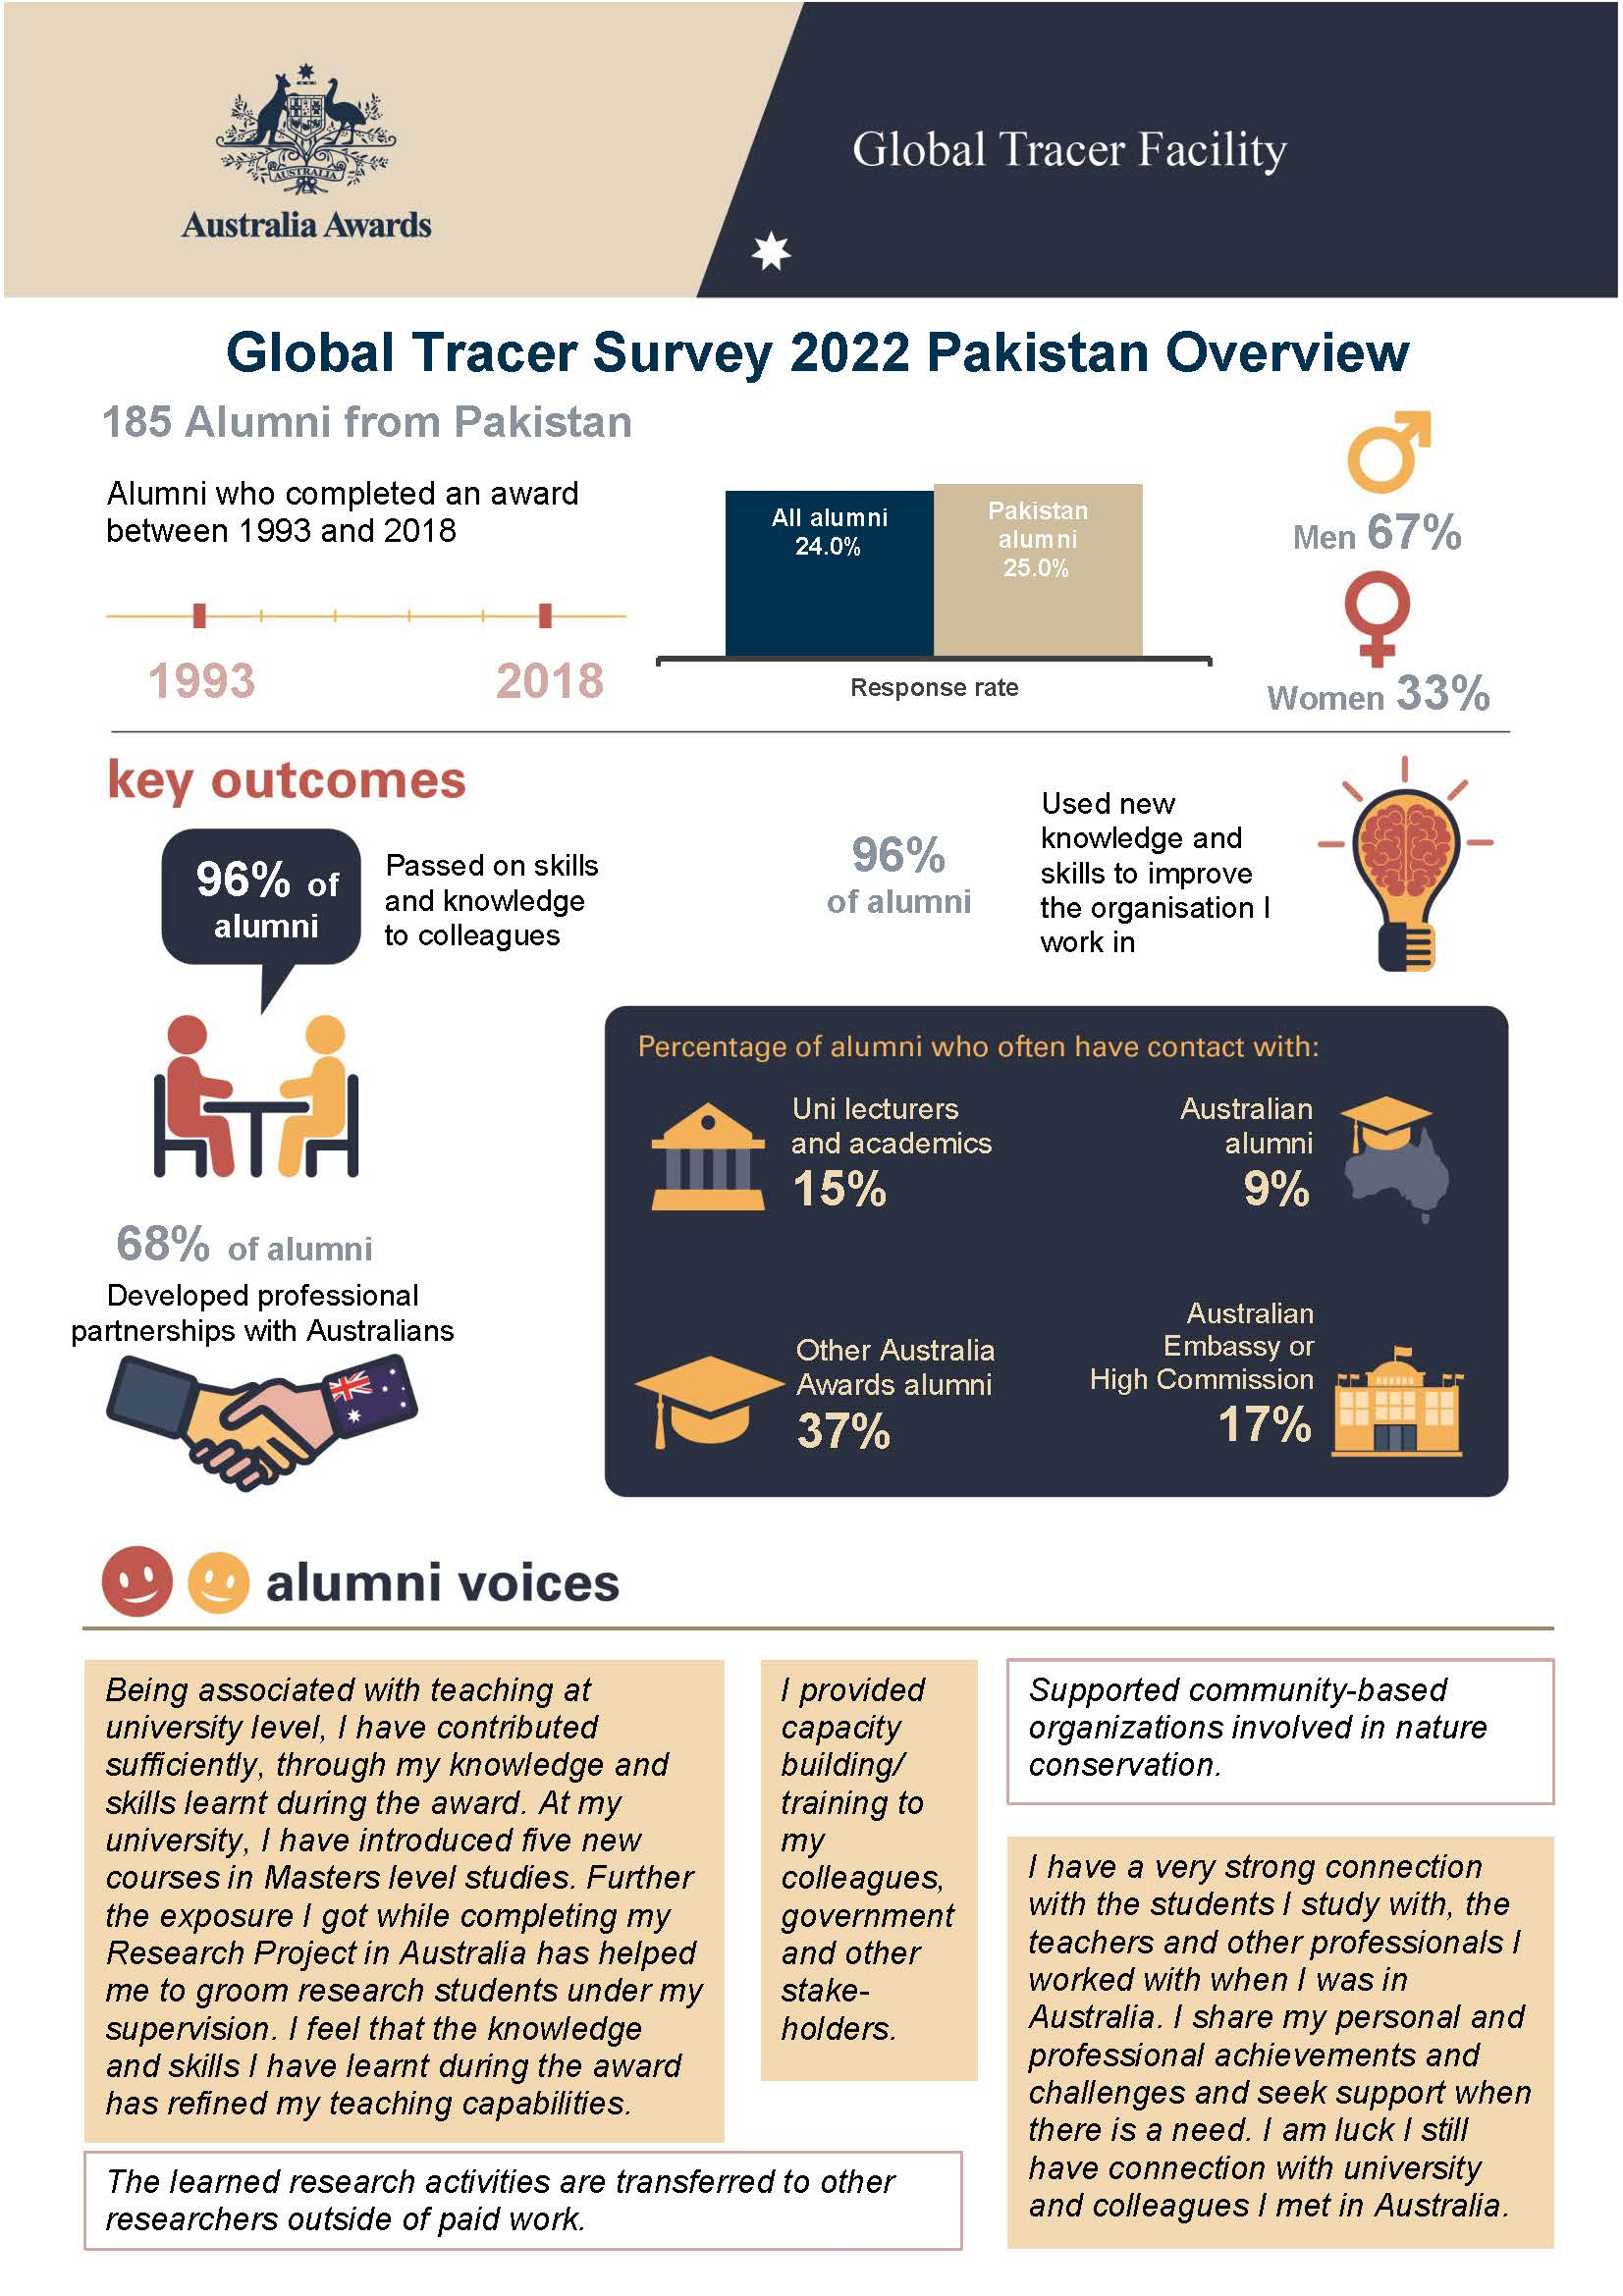 AUSTRALIA
Australia Awards
Global Tracer Facility
Global Tracer Survey 2022 Pakistan Overview
185 Alumni from Pakistan
Alumni who completed an award
between 1993 and 2018
1993
2018
All alumni
24.0%
Pakistan
alumni
25.0%
Response rate
Men 67%
Women 33%
key outcomes
96% of
alumni
Passed on skills
and knowledge
to colleagues
96%
of alumni
Used new
knowledge and
skills to improve
the organisation I
work in
68% of alumni
Developed professional
partnerships with Australians
Percentage of alumni who often have contact with:
Uni lecturers
and academics
15%
Australian
alumni
9%
Other Australia
Awards alumni
37%
Australian
Embassy or
High Commission
17%
alumni voices
Being associated with teaching at
university level, I have contributed
sufficiently, through my knowledge and
skills learnt during the award. At my
university, I have introduced five new
courses in Masters level studies. Further
the exposure I got while completing my
Research Project in Australia has helped
me to groom research students under my
supervision. I feel that the knowledge
and skills I have learnt during the award
has refined my teaching capabilities.
I provided
capacity
building/
training to
my
colleagues,
government
and other
stake-
holders.
Supported community-based
organizations involved in nature
conservation.
I have a very strong connection
with the students I study with, the
teachers and other professionals I
worked with when I was in
Australia. I share my personal and
professional achievements and
challenges and seek support when
there is a need. I am luck I still
have connection with university
and colleagues I met in Australia.
The learned research activities are transferred to other
researchers outside of paid work.